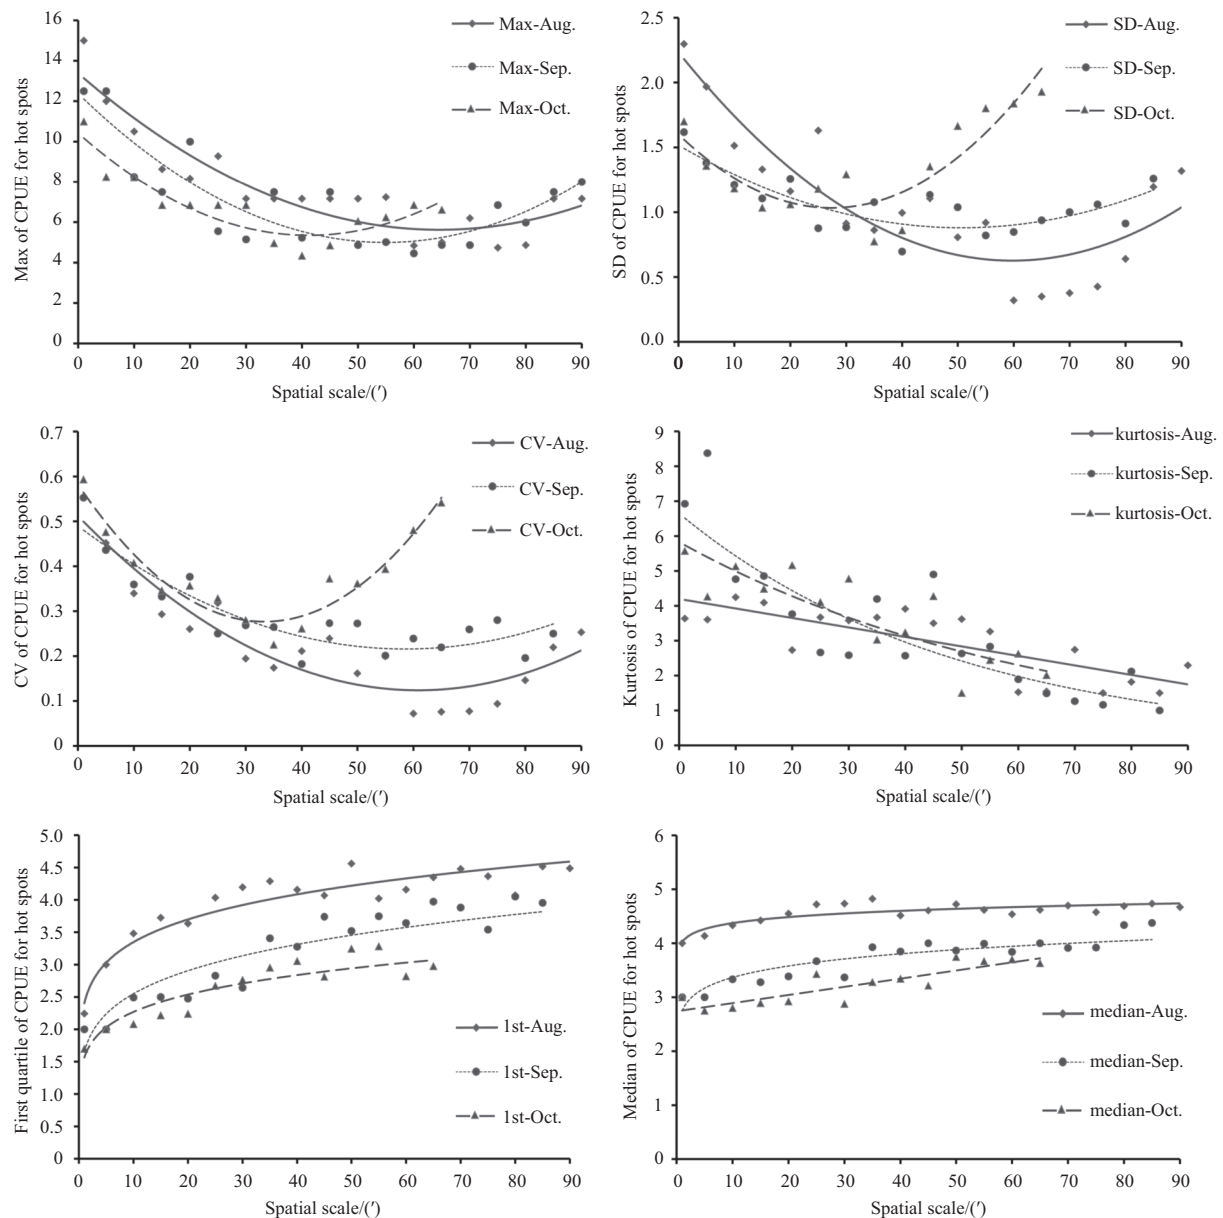 16
14
12
10
8
6
4
2
0
Max of CPUE for hot spots
Max-Aug.
Max-Sep.
Max-Oct.
0 10 20 30 40 50 60 70 80 90
Spatial scale/(′)
2.5
2.0
1.5
1.0
0.5
0.0
SD of CPUE for hot spots
SD-Aug.
SD-Sep.
SD-Oct.
0 10 20 30 40 50 60 70 80 90
Spatial scale/(′)
0.7
0.6
0.5
0.4
0.3
0.2
0.1
0
CV of CPUE for hot spots
CV-Aug.
CV-Sep.
CV-Oct.
0 10 20 30 40 50 60 70 80 90
Spatial scale/(′)
9
8
7
6
5
4
3
2
1
0
Kurtosis of CPUE for hot spots
kurtosis-Aug.
kurtosis-Sep.
kurtosis-Oct.
0 10 20 30 40 50 60 70 80 90
Spatial scale/(′)
5.0
4.5
4.0
3.5
3.0
2.5
2.0
1.5
1.0
0.5
0.0
First quartile of CPUE for hot spots
1st-Aug.
1st-Sep.
1st-Oct.
0 10 20 30 40 50 60 70 80 90
Spatial scale/(′)
6
5
4
3
2
1
0
Median of CPUE for hot spots
median-Aug.
median-Sep.
median-Oct.
0 10 20 30 40 50 60 70 80 90
Spatial scale/(′)